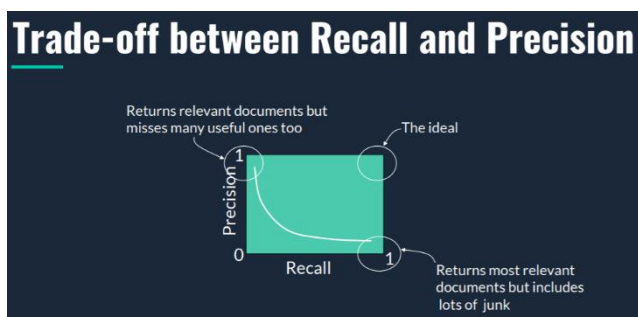 Trade-off between Recall and Precision
Returns relevant documents but
misses many useful ones too
The ideal
1
Precision
0
Recall
1
Returns most relevant
documents but includes
lots of junk